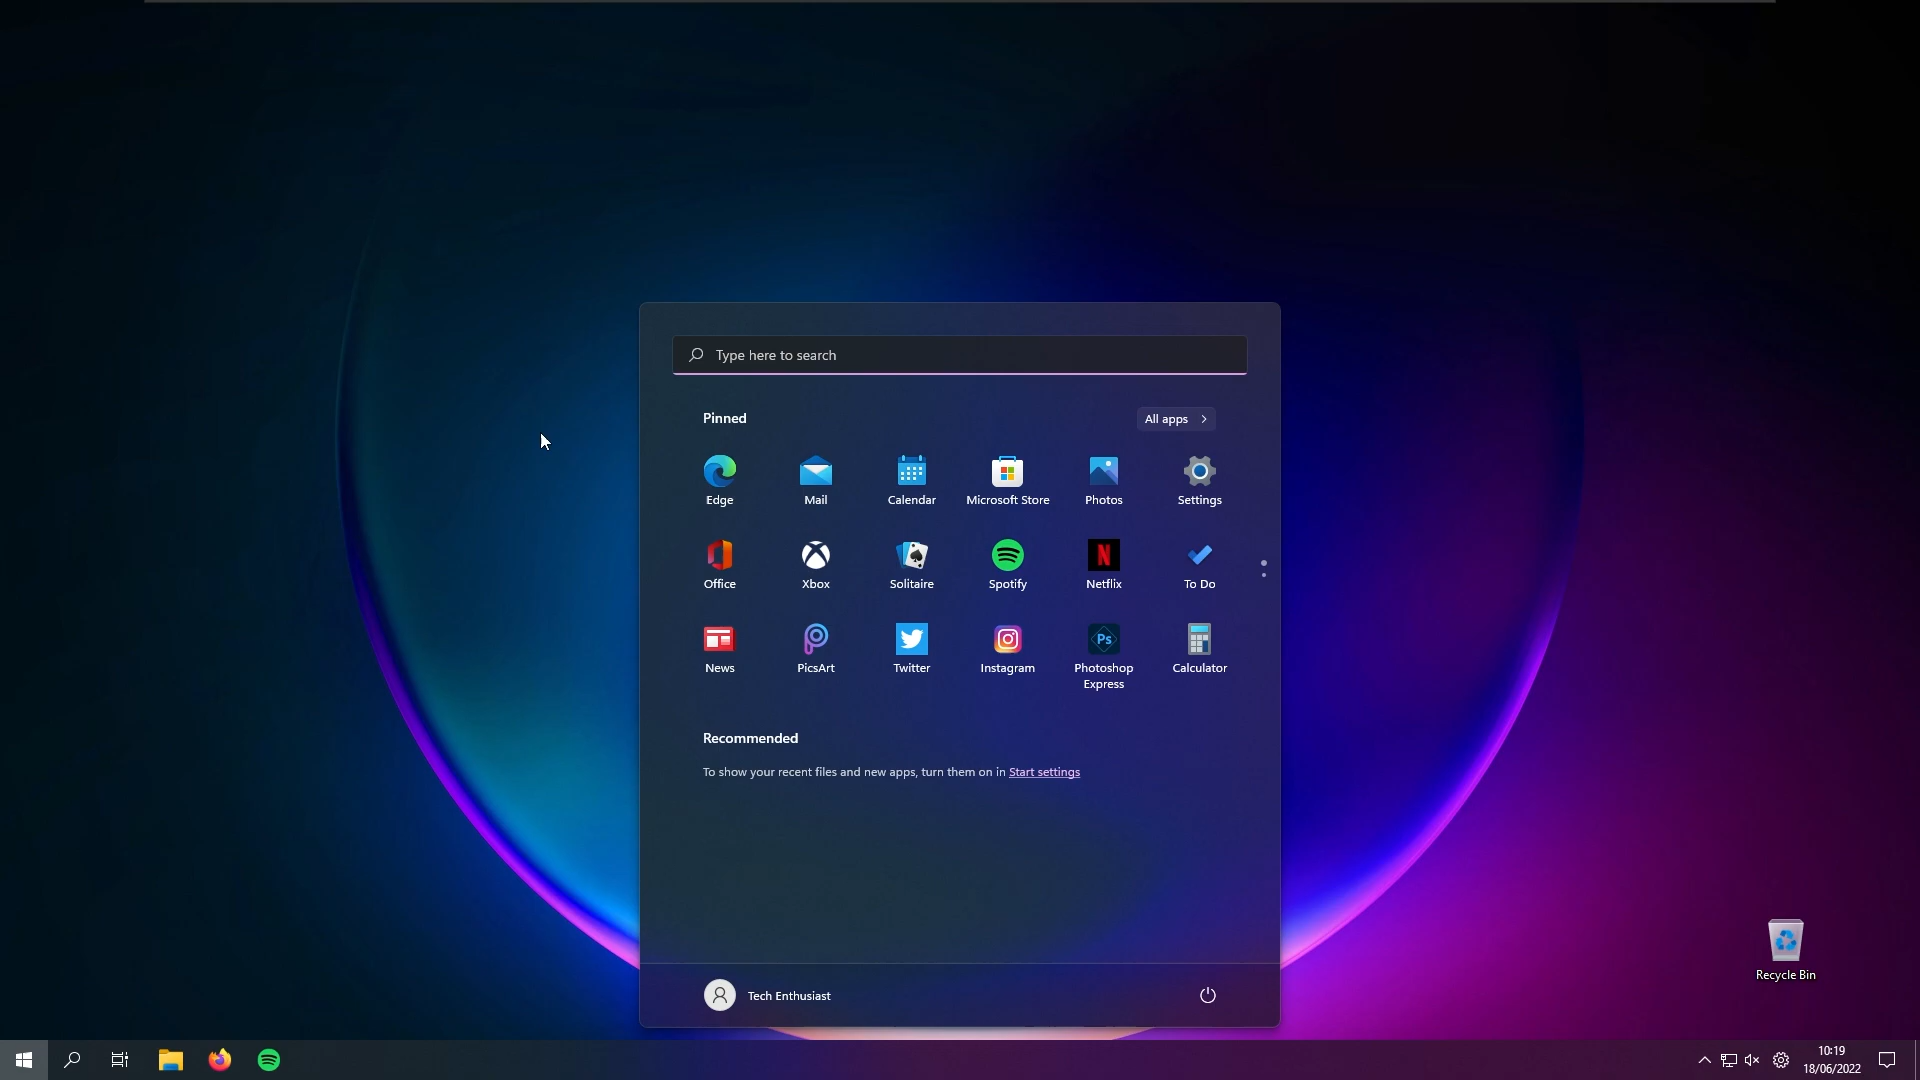 Type here to search
Pinned
All apps
Edge
Mail
Calendar
Microsoft Store
Photos
Settings
Office
Xbox
Solitaire
Spotify
Netflix
To Do
News
PicsArt
Twitter
Instagram
Ps
Photoshop
Express
Calculator
Recommended
To show your recent files and new apps, turn them on in Start settings
Recycle Bin
Tech Enthusiast
10:19
18/06/2022